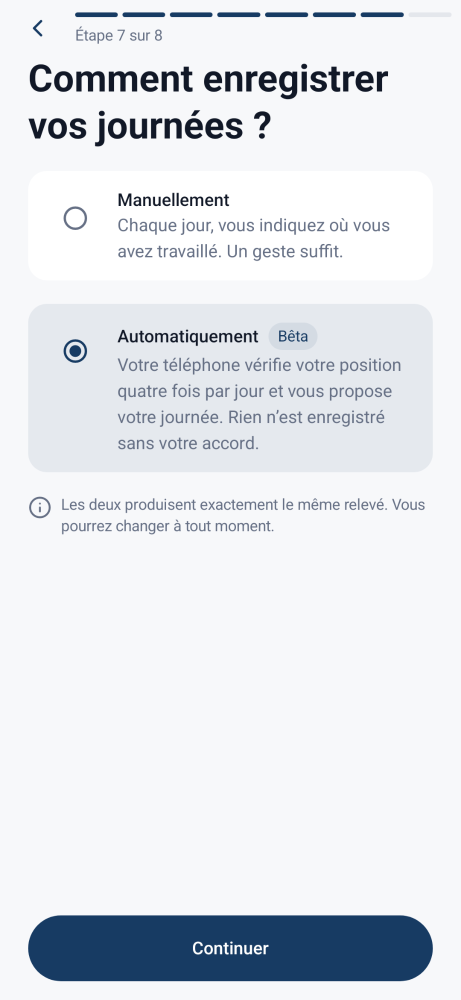 Étape 7 sur 8
Comment enregistrer
vos journées ?
Manuellement
Chaque jour, vous indiquez où vous
avez travaillé. Un geste suffit.
Automatiquement Bêta
Votre téléphone vérifie votre position
quatre fois par jour et vous propose
votre journée. Rien n’est enregistré
sans votre accord.
Les deux produisent exactement le même relevé. Vous
pourrez changer à tout moment.
Continuer